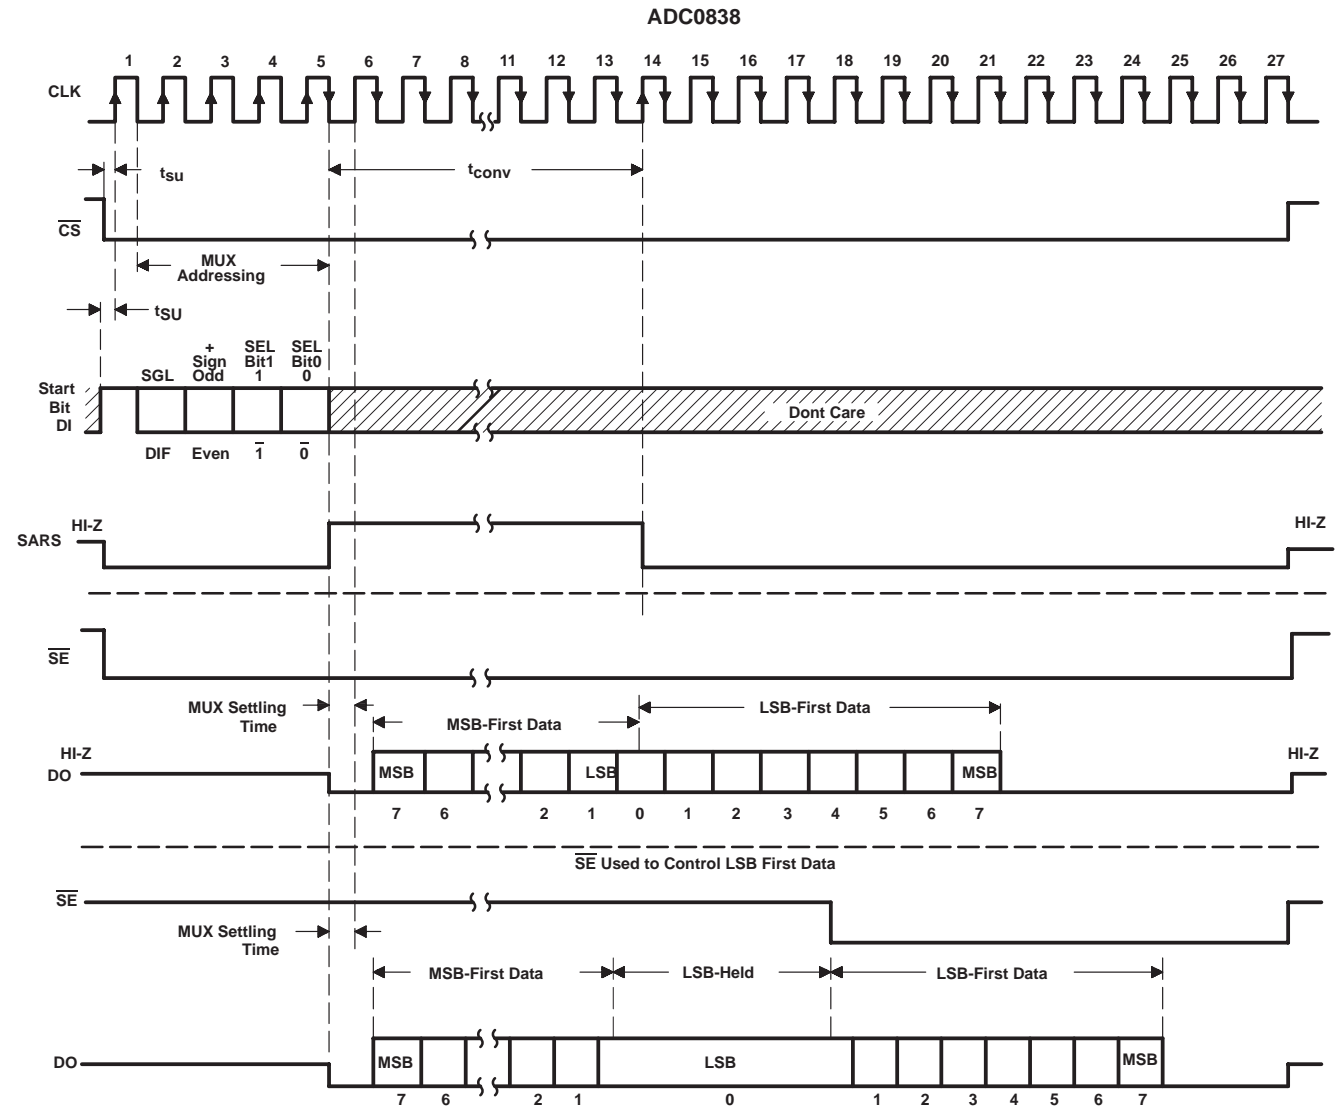 ADC0838
1 2 3 4 5 6 7 8 11 12 13 14 15 16 17 18 19 20 21 22 23 24 25 26 27
CLK
tsu
tconv
CS
MUX
Addressing
tSU
+ SEL SEL
Sign Bit1 Bit0
SGL Odd 1 0
Start
Bit
DI
Dont Care
DIF Even 1 0
HI-Z HI-Z
SARS
SE
MUX Settling
Time
MSB-First Data
LSB-First Data
HI-Z HI-Z
DO
MSB LSB MSB
7 6 2 1 0 1 2 3 4 5 6 7
SE Used to Control LSB First Data
SE
MUX Settling
Time
MSB-First Data LSB-Held LSB-First Data
DO
MSB LSB MSB
7 6 2 1 0 1 2 3 4 5 6 7